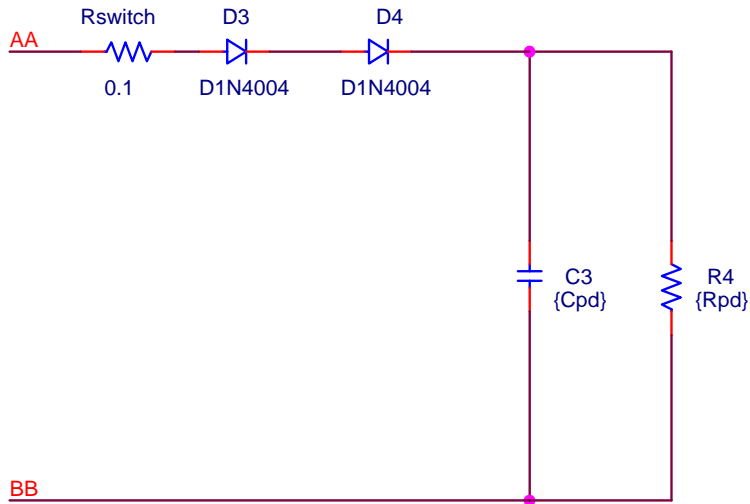 Rswitch D3 D4
AA
0.1 D1N4004 D1N4004
C3 R4
{Cpd} {Rpd}
BB